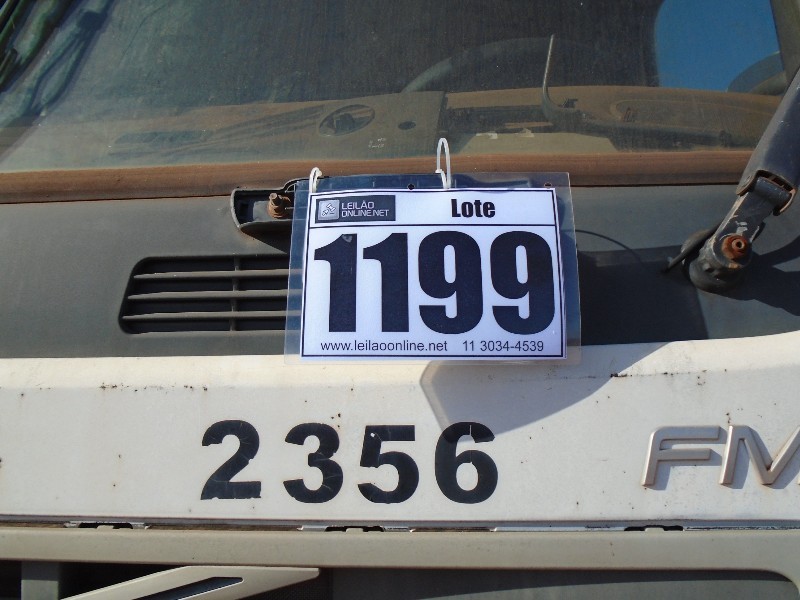 LEILÃO
ONLINE.NET
Lote
1199
www.leilaoonline.net 11 3034-4539
2356
FM